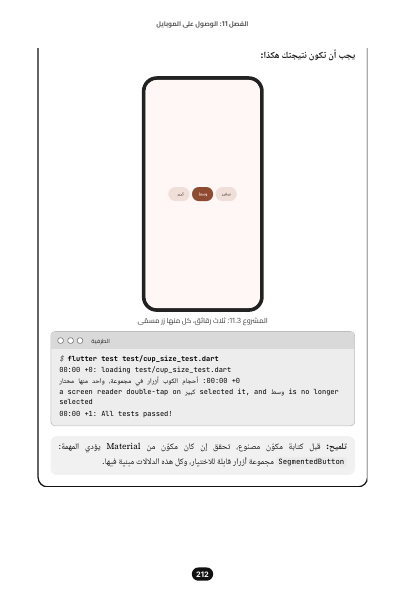 الفصل 11: الوصول على الموبايل
يجب أن تكون نتيجتك هكذا:
صغير وسط كبير
المشروع 11.3: ثلاث رقائق، كل منها زر مسمّى
الطرفية
$ flutter test test/cup_size_test.dart
00:00 +0: loading test/cup_size_test.dart
00:00 +0: أحجام الكوب أزرار في مجموعة، واحد منها مختار
a screen reader double-tap on كبير selected it, and وسط is no longer
selected
00:00 +1: All tests passed!
تلميح: قبل كتابة مكوّن مصنوع، تحقق إن كان مكوّن من Material يؤدي المهمة:
SegmentedButton مجموعة أزرار قابلة للاختيار، وكل هذه الدلالات مبنية فيها.
212